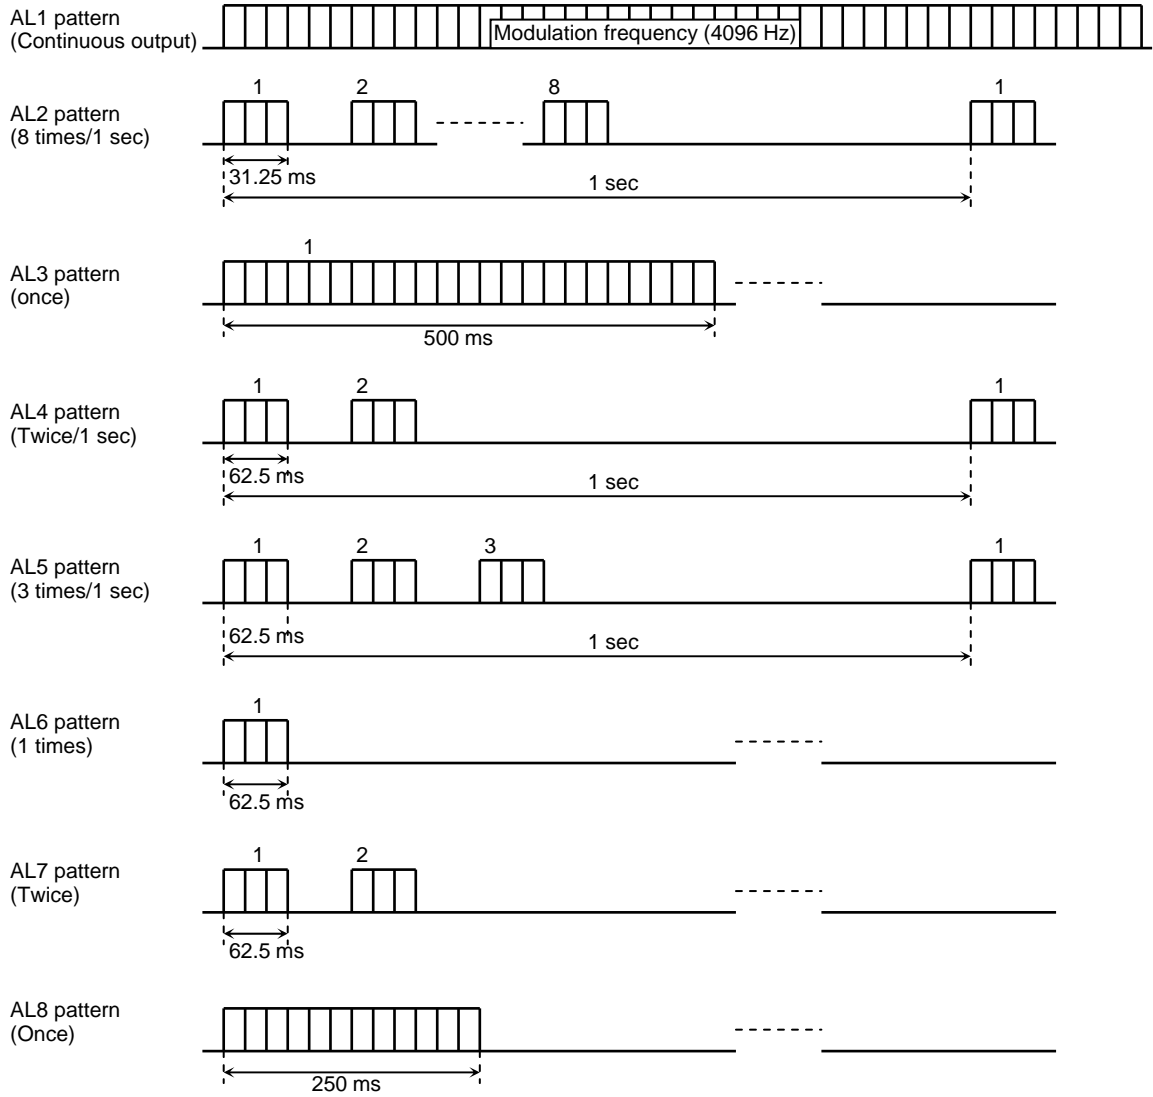 AL1 pattern
(Continuous output)
Modulation frequency (4096 Hz)
1 2 8 1
AL2 pattern
(8 times/1 sec)
31.25 ms
1 sec
1
AL3 pattern
(once)
500 ms
1 2 1
AL4 pattern
(Twice/1 sec)
62.5 ms
1 sec
1 2 3 1
AL5 pattern
(3 times/1 sec)
62.5 ms
1 sec
1
AL6 pattern
(1 times)
62.5 ms
1 2
AL7 pattern
(Twice)
62.5 ms
AL8 pattern
(Once)
250 ms